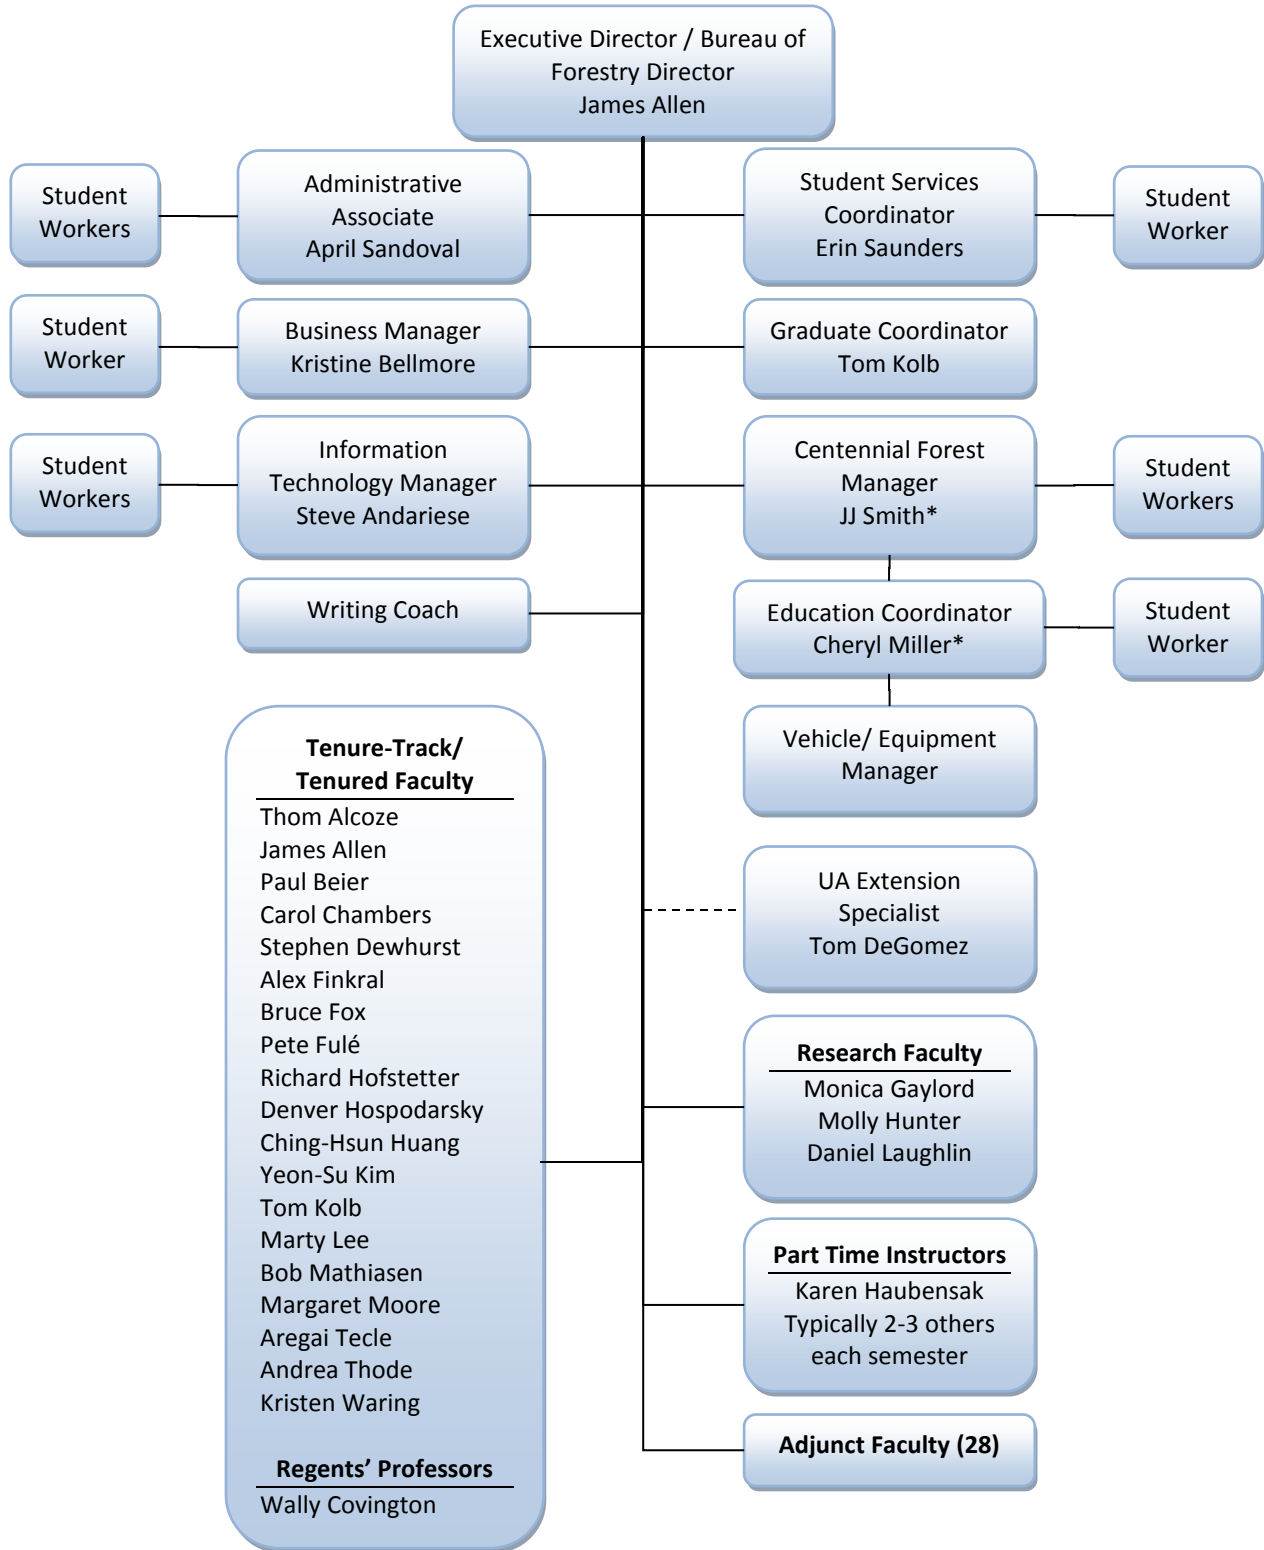 Executive Director / Bureau of
Forestry Director
James Allen
Student
Workers
Administrative
Associate
April Sandoval
Student Services
Coordinator
Erin Saunders
Student
Worker
Student
Worker
Business Manager
Kristine Bellmore
Graduate Coordinator
Tom Kolb
Student
Workers
Information
Technology Manager
Steve Andariese
Centennial Forest
Manager
JJ Smith*
Student
Workers
Writing Coach
Education Coordinator
Cheryl Miller*
Student
Worker
Vehicle/ Equipment
Manager
Tenure-Track/
Tenured Faculty
Thom Alcoze
James Allen
Paul Beier
Carol Chambers
Stephen Dewhurst
Alex Finkral
Bruce Fox
Pete Fulé
Richard Hofstetter
Denver Hospodarsky
Ching-Hsun Huang
Yeon-Su Kim
Tom Kolb
Marty Lee
Bob Mathiasen
Margaret Moore
Aregai Tecle
Andrea Thode
Kristen Waring
Regents’ Professors
Wally Covington
UA Extension
Specialist
Tom DeGomez
Research Faculty
Monica Gaylord
Molly Hunter
Daniel Laughlin
Part Time Instructors
Karen Haubensak
Typically 2-3 others
each semester
Adjunct Faculty (28)